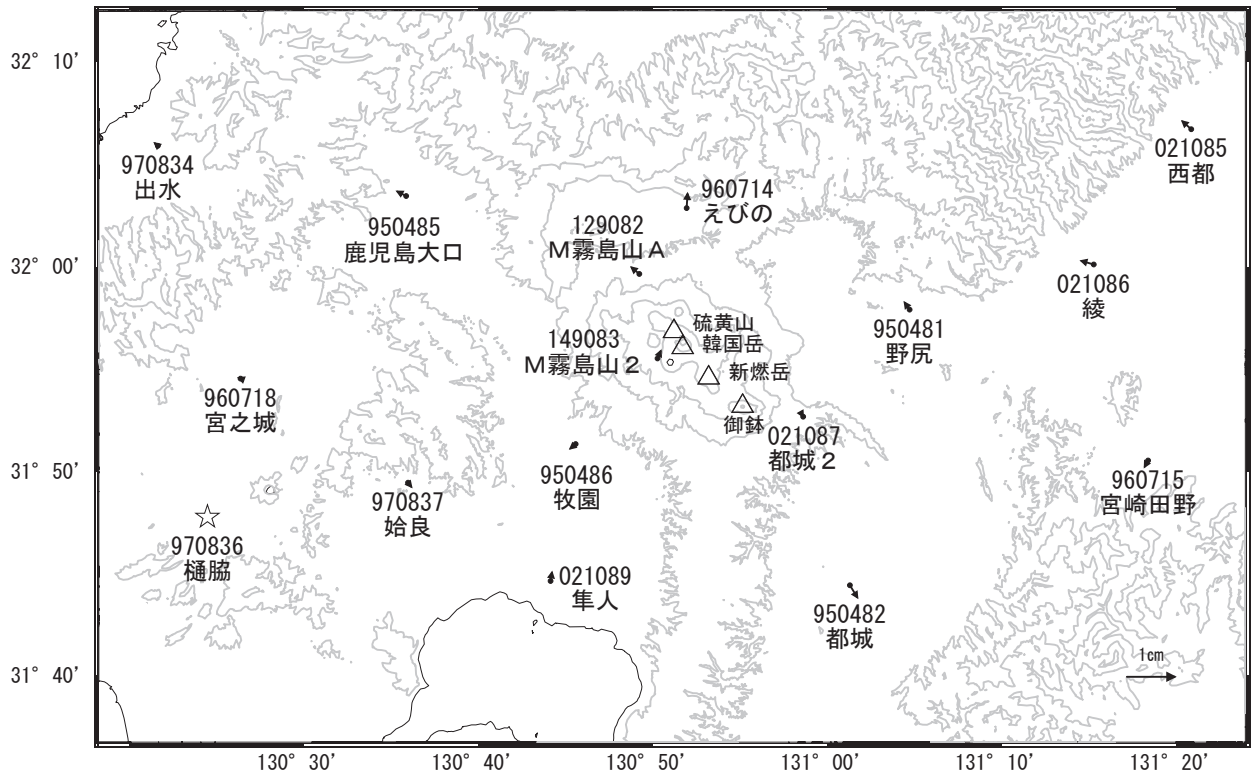 32° 10′
32° 00′
31° 50′
31° 40′
130° 30′
130° 40′
130° 50′
131° 00′
131° 10′
131° 20′
970834
出水
021085
西都
960714
えびの
950485
鹿児島大口
129082
M霧島山A
021086
綾
950481
野尻
硫黄山
韓国岳
149083
M霧島山2
新燃岳
御鉢
960718
宮之城
021087
都城2
950486
牧園
960715
宮崎田野
970837
姶良
970836
樋脇
021089
隼人
950482
都城
1cm